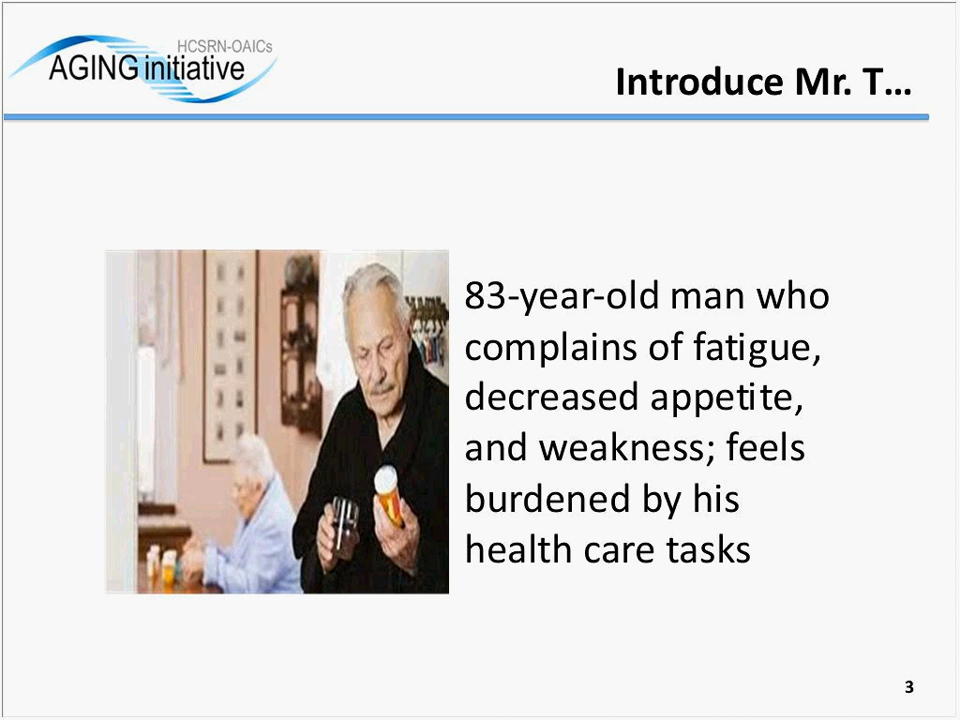 HCSRN-OAICs
AGING initiative
Introduce Mr. T…
83-year-old man who
complains of fatigue,
decreased appetite,
and weakness; feels
burdened by his
health care tasks
3